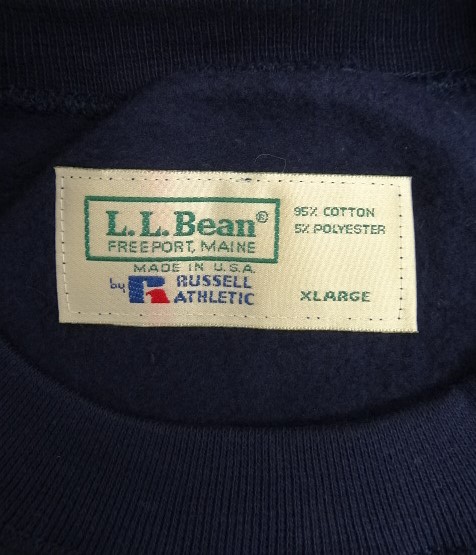 L.L.Bean®
FREEPORT, MAINE
MADE IN U.S.A.
by RUSSELL
ATHLETIC
95% COTTON
5% POLYESTER
XLARGE